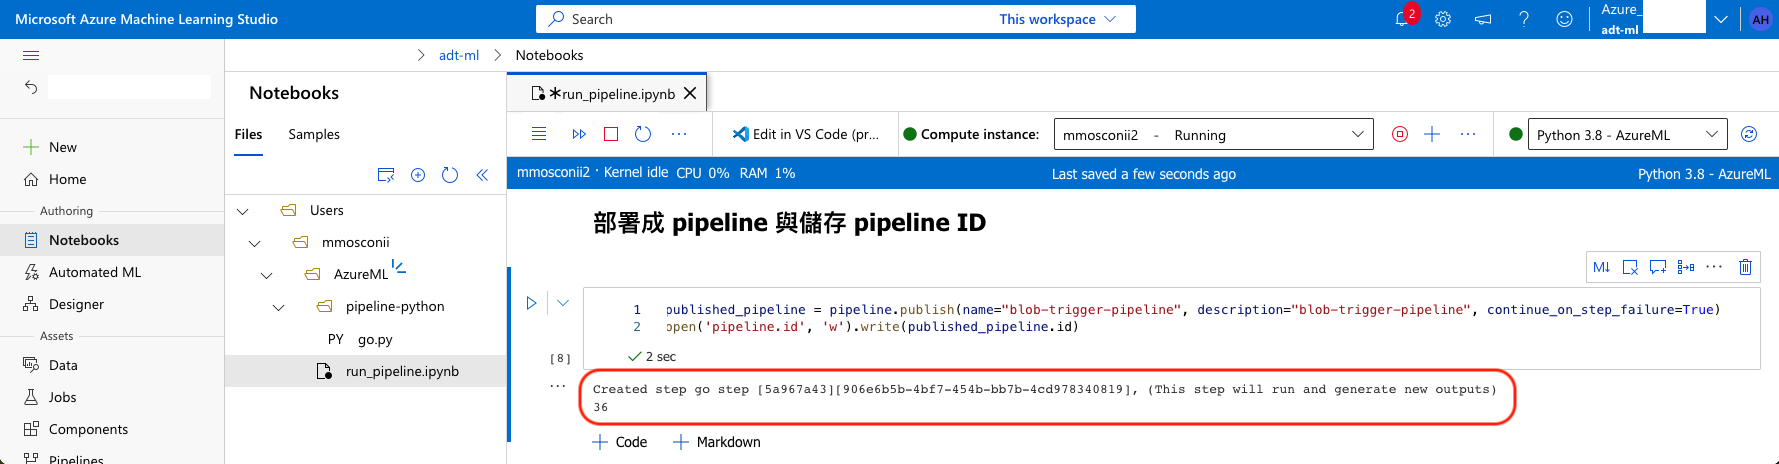 Microsoft Azure Machine Learning Studio
Search
This workspace
2
Azure_
adt-ml
AH
adt-ml
Notebooks
New
Home
Authoring
Notebooks
Automated ML
Designer
Assets
Data
Jobs
Components
Pipelines
Notebooks
Files
Samples
Users
mmosconii
AzureML
pipeline-python
PY go.py
run_pipeline.ipynb
*run_pipeline.ipynb
Edit in VS Code (pr...
Compute instance:
mmosconii2 - Running
Python 3.8 - AzureML
mmosconii2 · Kernel idle CPU 0% RAM 1%
Last saved a few seconds ago
Python 3.8 - AzureML
部署成 pipeline 與儲存 pipeline ID
M↓
1 published_pipeline = pipeline.publish(name="blob-trigger-pipeline", description="blob-trigger-pipeline", continue_on_step_failure=True)
2 open('pipeline.id', 'w').write(published_pipeline.id)
[8]
2 sec
Created step go step [5a967a43][906e6b5b-4bf7-454b-bb7b-4cd978340819], (This step will run and generate new outputs)
36
Code
Markdown